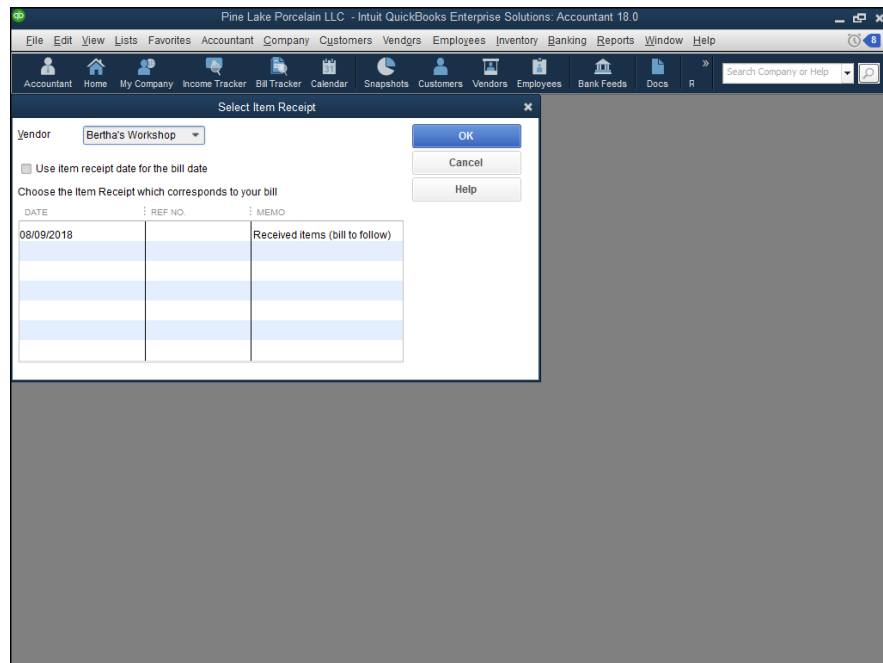 qb Pine Lake Porcelain LLC - Intuit QuickBooks Enterprise Solutions: Accountant 18.0
File Edit View Lists Favorites Accountant Company Customers Vendors Employees Inventory Banking Reports Window Help 8
Accountant Home My Company Income Tracker Bill Tracker Calendar Snapshots Customers Vendors Employees Bank Feeds Docs R » Search Company or Help
Select Item Receipt
Vendor Bertha's Workshop OK
Use item receipt date for the bill date Cancel
Choose the Item Receipt which corresponds to your bill Help
DATE REF NO. MEMO
08/09/2018 Received items (bill to follow)